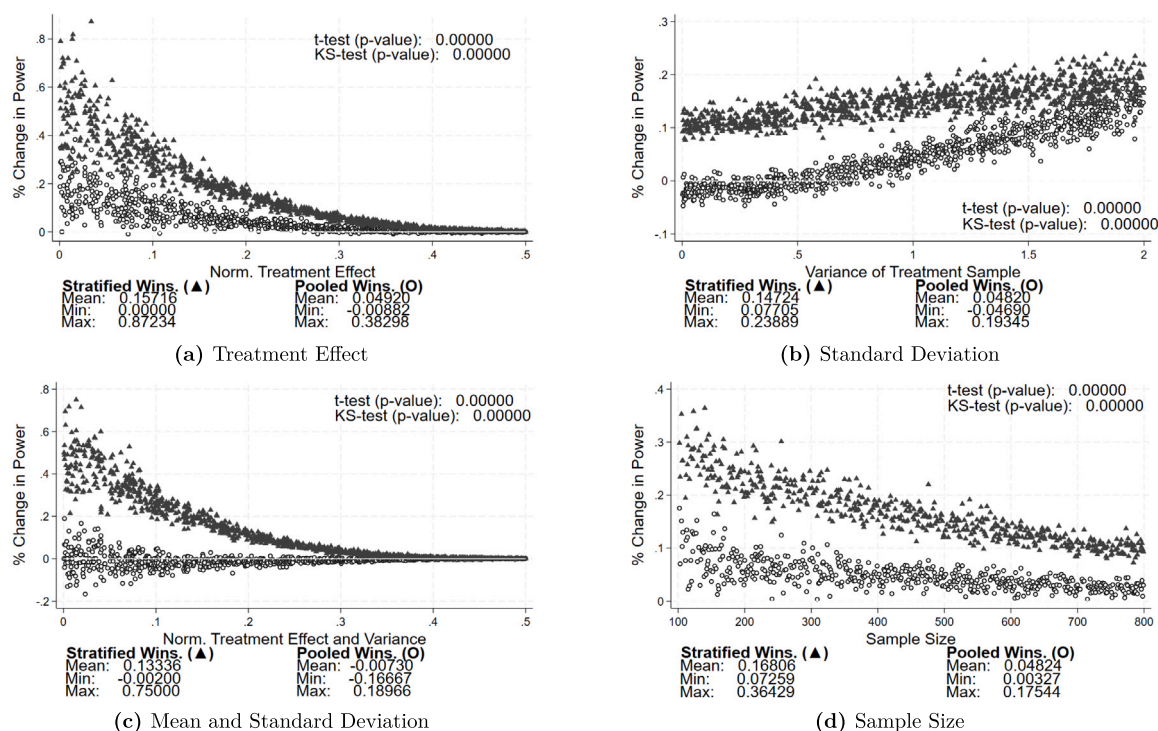 % Change in Power
.8
.6
.4
.2
0
t-test (p-value): 0.00000
KS-test (p-value): 0.00000
0 .1 .2 .3 .4 .5
Norm. Treatment Effect
Stratified Wins. (▲) Pooled Wins. (O)
Mean: 0.15716 Mean: 0.04920
Min: 0.00000 Min: -0.00882
Max: 0.87234 Max: 0.38298
(a) Treatment Effect
% Change in Power
.3
.2
.1
0
-.1
t-test (p-value): 0.00000
KS-test (p-value): 0.00000
0 .5 1 1.5 2
Variance of Treatment Sample
Stratified Wins. (▲) Pooled Wins. (O)
Mean: 0.14724 Mean: 0.04820
Min: 0.07705 Min: -0.04690
Max: 0.23889 Max: 0.19345
(b) Standard Deviation
% Change in Power
.8
.6
.4
.2
0
-.2
t-test (p-value): 0.00000
KS-test (p-value): 0.00000
0 .1 .2 .3 .4 .5
Norm. Treatment Effect and Variance
Stratified Wins. (▲) Pooled Wins. (O)
Mean: 0.13336 Mean: -0.00730
Min: -0.00200 Min: -0.16667
Max: 0.75000 Max: 0.18966
(c) Mean and Standard Deviation
% Change in Power
.4
.3
.2
.1
0
t-test (p-value): 0.00000
KS-test (p-value): 0.00000
100 200 300 400 500 600 700 800
Sample Size
Stratified Wins. (▲) Pooled Wins. (O)
Mean: 0.16806 Mean: 0.04824
Min: 0.07259 Min: 0.00327
Max: 0.36429 Max: 0.17544
(d) Sample Size